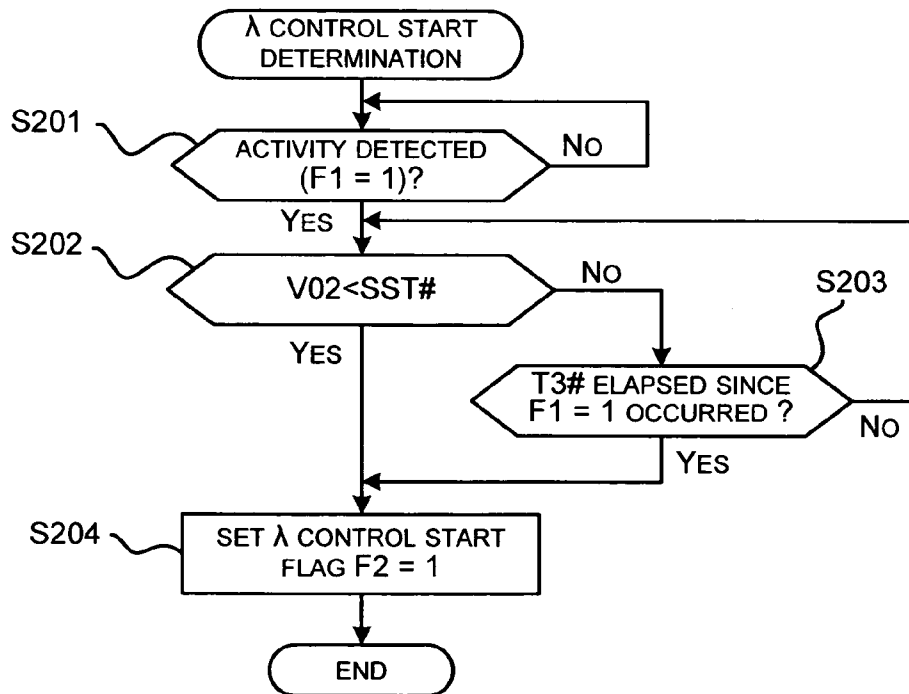 λ CONTROL START
DETERMINATION
S201
ACTIVITY DETECTED
(F1 = 1)?
NO
YES
S202
V02<SST#
NO
S203
YES
T3# ELAPSED SINCE
F1 = 1 OCCURRED ?
NO
YES
S204
SET λ CONTROL START
FLAG F2 = 1
END